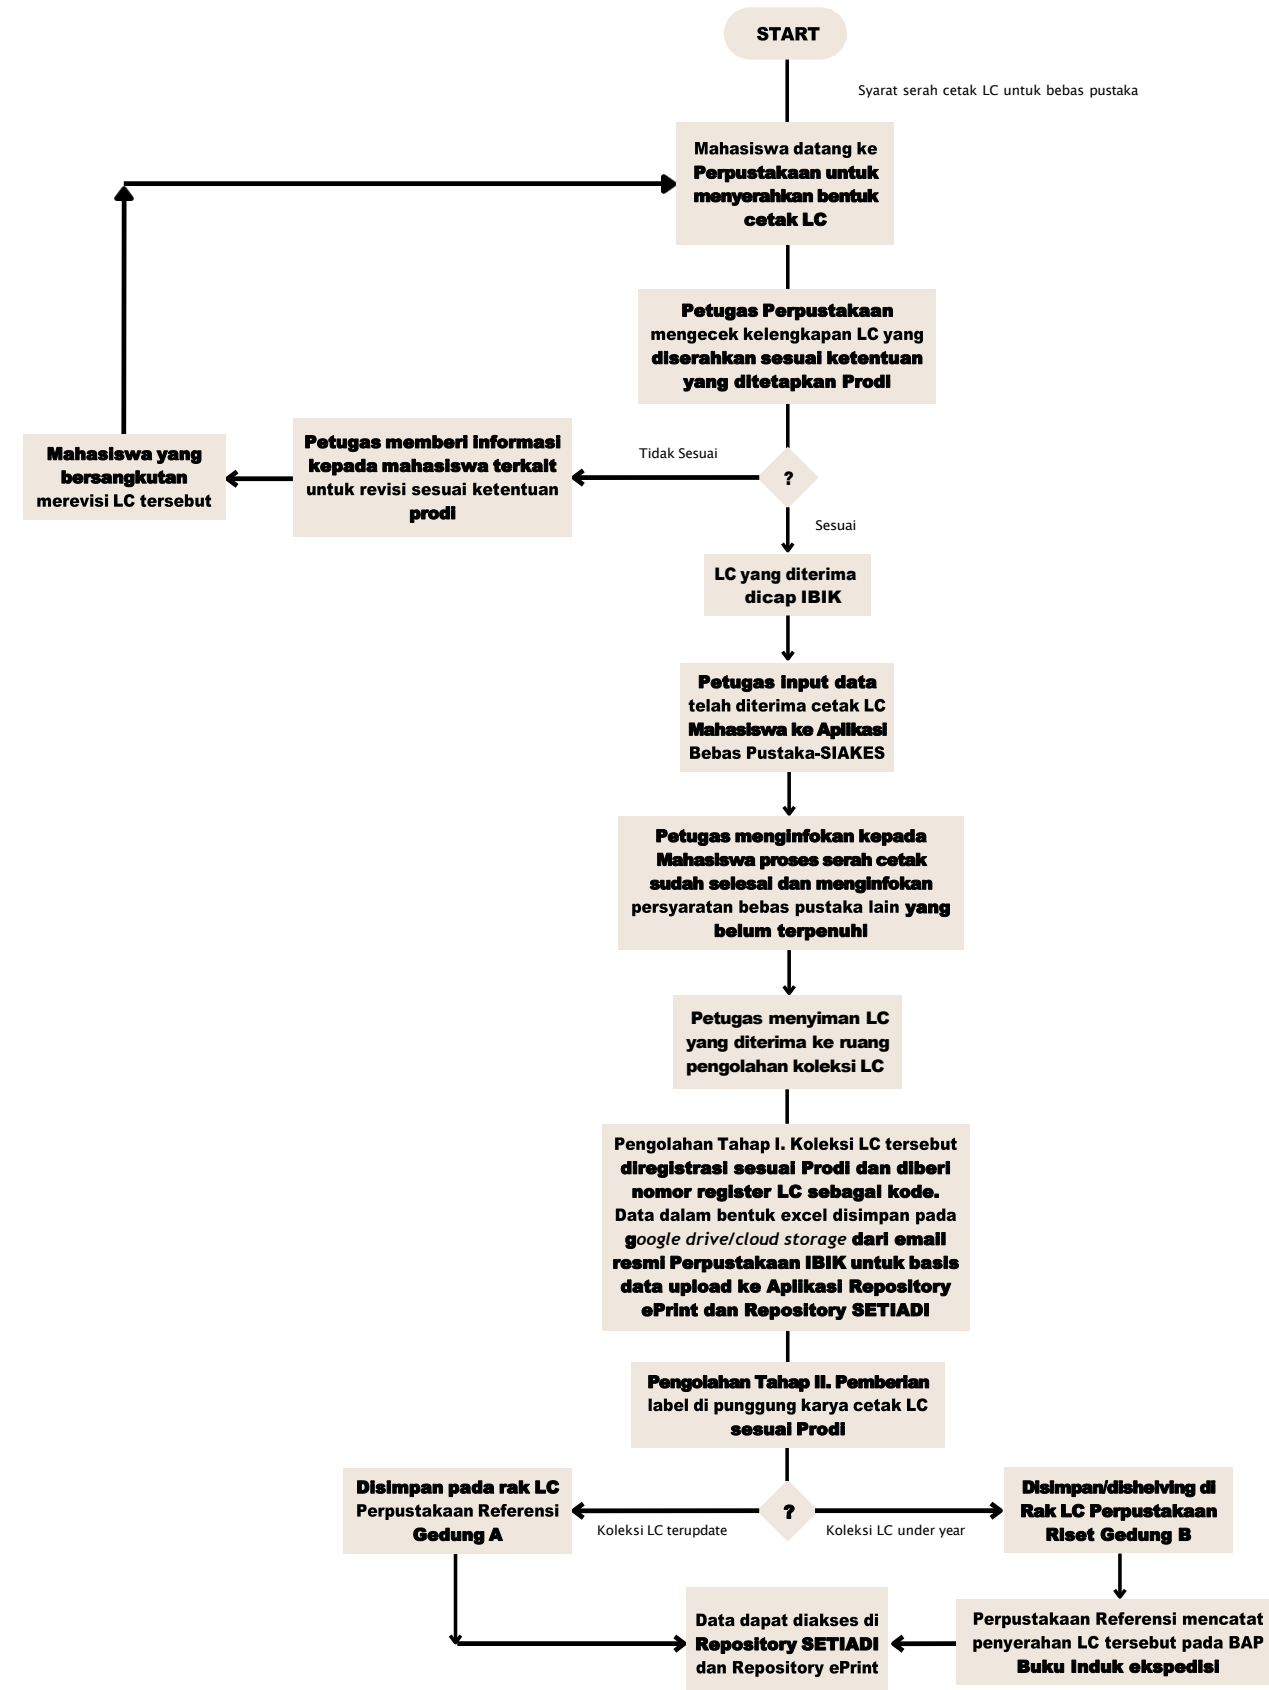 START
Syarat serah cetak LC untuk bebas pustaka
Mahasiswa datang ke
Perpustakaan untuk
menyerahkan bentuk
cetak LC
Petugas Perpustakaan
mengecek kelengkapan LC yang
diserahkan sesuai ketentuan
yang ditetapkan Prodi
Tidak Sesuai
?
Sesuai
Petugas memberi informasi
kepada mahasiswa terkait
untuk revisi sesuai ketentuan
prodi
Mahasiswa yang
bersangkutan
merevisi LC tersebut
LC yang diterima
dicap IBIK
Petugas input data
telah diterima cetak LC
Mahasiswa ke Aplikasi
Bebas Pustaka-SIAKES
Petugas menginfokan kepada
Mahasiswa proses serah cetak
sudah selesai dan menginfokan
persyaratan bebas pustaka lain yang
belum terpenuhi
Petugas menyiman LC
yang diterima ke ruang
pengolahan koleksi LC
Pengolahan Tahap I. Koleksi LC tersebut
diregistrasi sesuai Prodi dan diberi
nomor register LC sebagai kode.
Data dalam bentuk excel disimpan pada
google drive/cloud storage dari email
resmi Perpustakaan IBIK untuk basis
data upload ke Aplikasi Repository
ePrint dan Repository SETIADI
Pengolahan Tahap II. Pemberian
label di punggung karya cetak LC
sesuai Prodi
?
Koleksi LC terupdate
Koleksi LC under year
Disimpan pada rak LC
Perpustakaan Referensi
Gedung A
Disimpan/dishelving di
Rak LC Perpustakaan
Riset Gedung B
Perpustakaan Referensi mencatat
penyerahan LC tersebut pada BAP
Buku Induk ekspedisi
Data dapat diakses di
Repository SETIADI
dan Repository ePrint